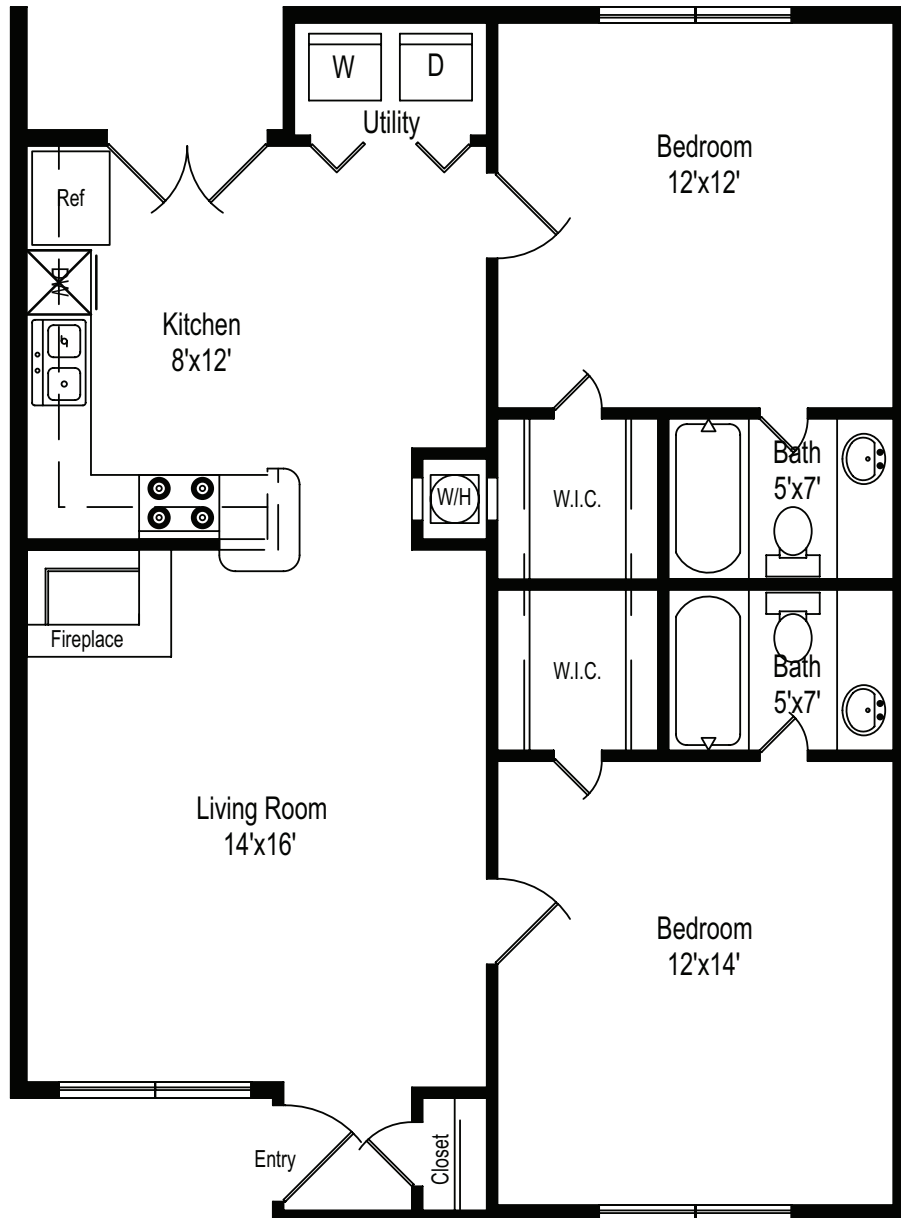 W
D
Utility
Bedroom
12'x12'
Ref
DW
Kitchen
8'x12'
Bath
5'x7'
W/H
W.I.C.
Fireplace
W.I.C.
Bath
5'x7'
Living Room
14'x16'
Bedroom
12'x14'
Entry
Closet